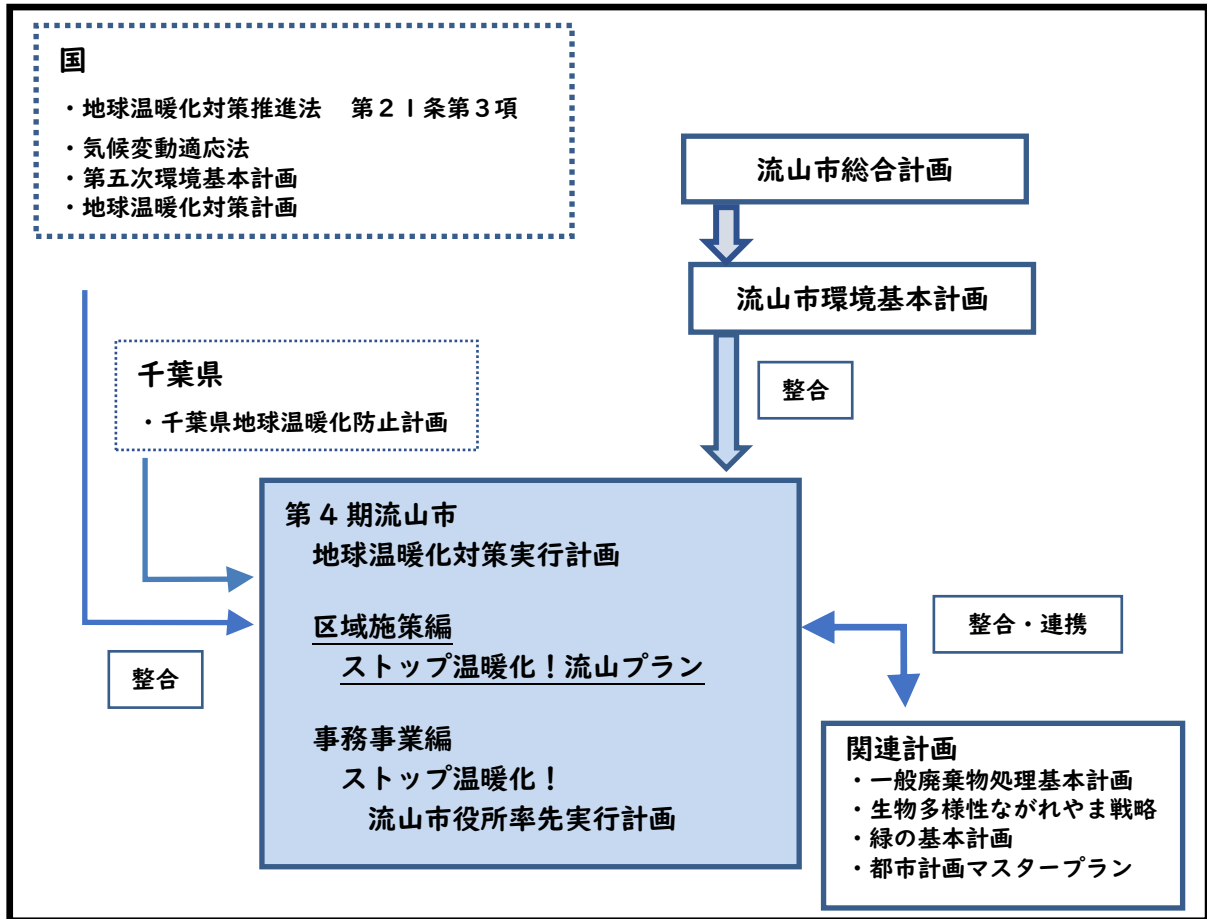 国
・地球温暖化対策推進法　第２１条第３項
・気候変動適応法
・第五次環境基本計画
・地球温暖化対策計画
流山市総合計画
流山市環境基本計画
整合
千葉県
・千葉県地球温暖化防止計画
第４期流山市
地球温暖化対策実行計画
区域施策編
ストップ温暖化！流山プラン
事務事業編
ストップ温暖化！
流山市役所率先実行計画
整合
整合・連携
関連計画
・一般廃棄物処理基本計画
・生物多様性ながれやま戦略
・緑の基本計画
・都市計画マスタープラン